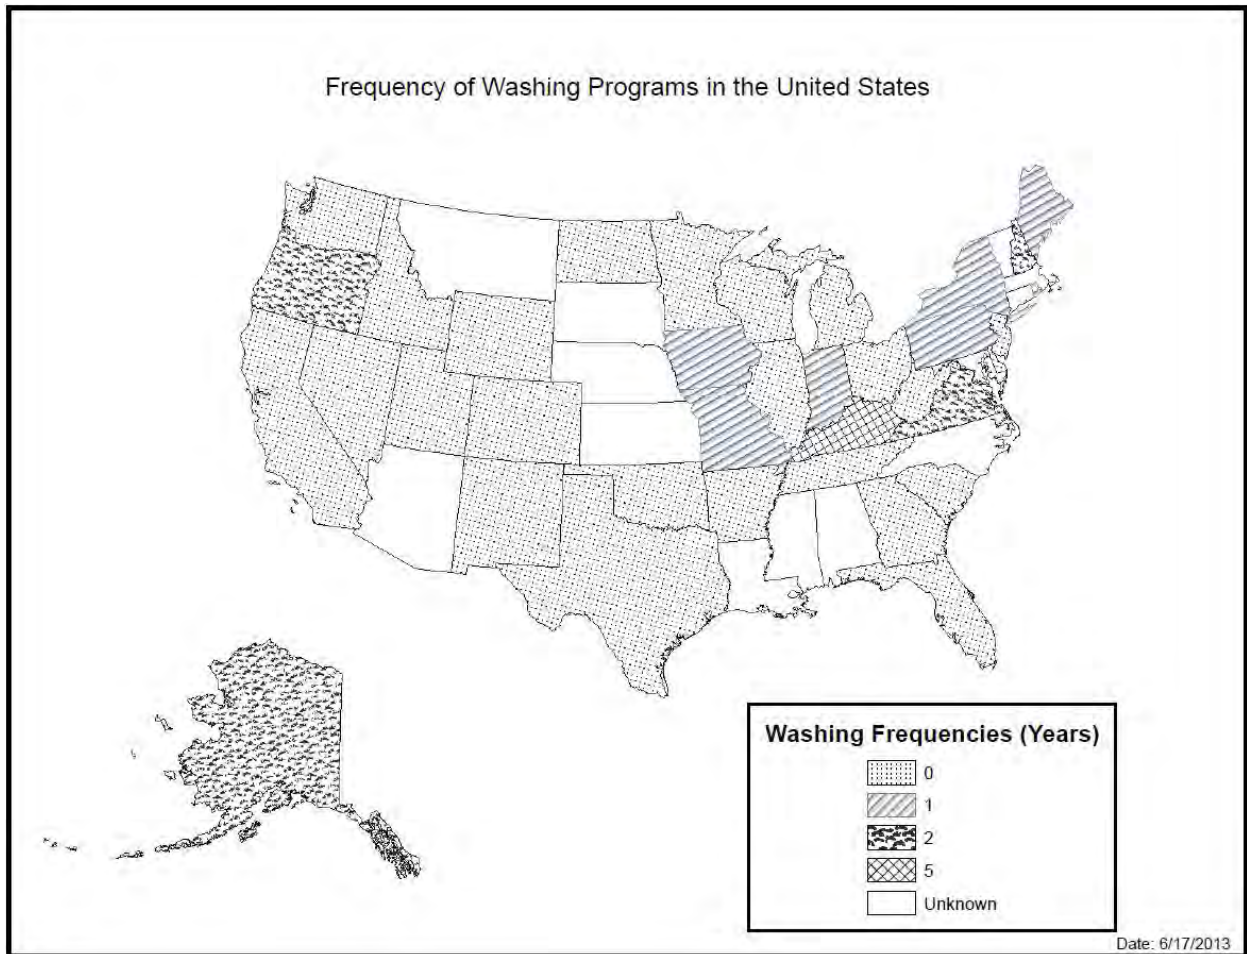 Frequency of Washing Programs in the United States
Washing Frequencies (Years)
0
1
2
5
Unknown
Date: 6/17/2013